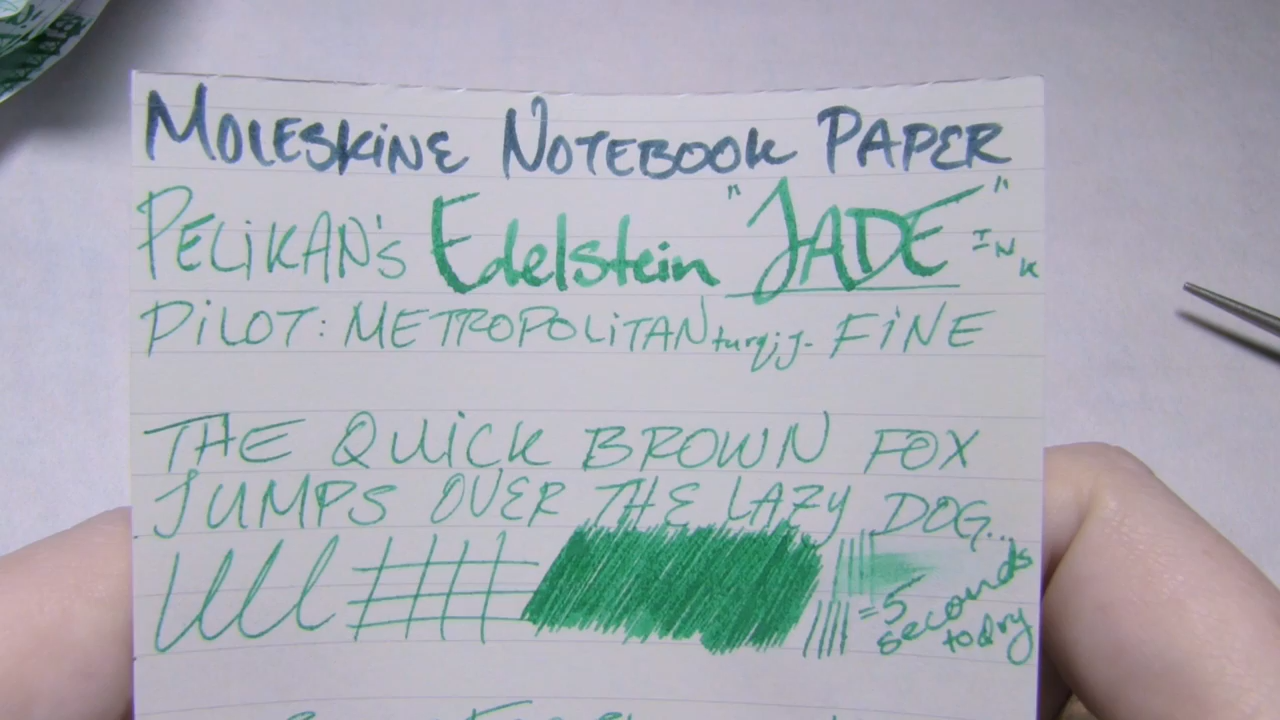 MOLESKINE NOTEBOOK PAPER
PELIKAN'S Edelstein "JADE" INK
PILOT: METROPOLITAN turq;j- FINE
THE QUICK BROWN FOX
JUMPS OVER THE LAZY DOG...
=5 seconds to dry